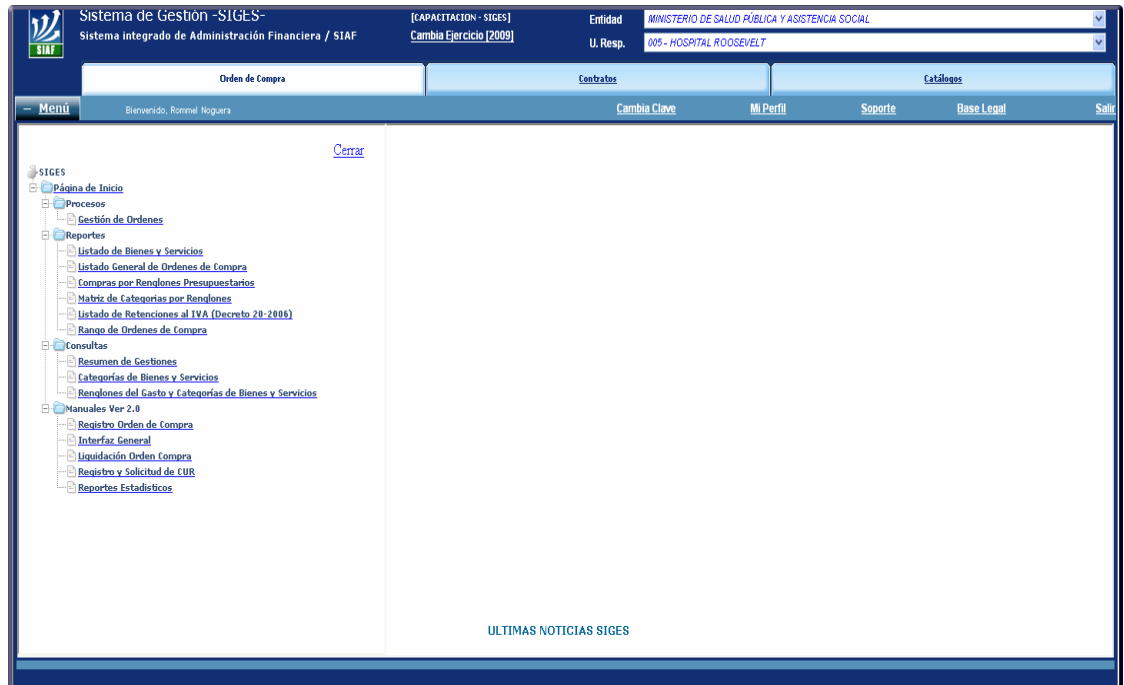 Sistema de Gestión -SIGES-
[CAPACITACION - SIGES]
Entidad
MINISTERIO DE SALUD PÚBLICA Y ASISTENCIA SOCIAL
Sistema integrado de Administración Financiera / SIAF
Cambia Ejercicio [2009]
U. Resp.
005 - HOSPITAL ROOSEVELT
SIAF
Orden de Compra
Contratos
Catálogos
– Menú
Bienvenido, Rommel Noguera
Cambia Clave
Mi Perfil
Soporte
Base Legal
Salir
Cerrar
SIGES
Página de Inicio
Procesos
Gestión de Ordenes
Reportes
Listado de Bienes y Servicios
Listado General de Ordenes de Compra
Compras por Renglones Presupuestarios
Matriz de Categorias por Renglones
Listado de Retenciones al IVA (Decreto 20-2006)
Rango de Ordenes de Compra
Consultas
Resumen de Gestiones
Categorías de Bienes y Servicios
Renglones del Gasto y Categorías de Bienes y Servicios
Manuales Ver 2.0
Registro Orden de Compra
Interfaz General
Liquidación Orden Compra
Registro y Solicitud de CUR
Reportes Estadisticos
ULTIMAS NOTICIAS SIGES